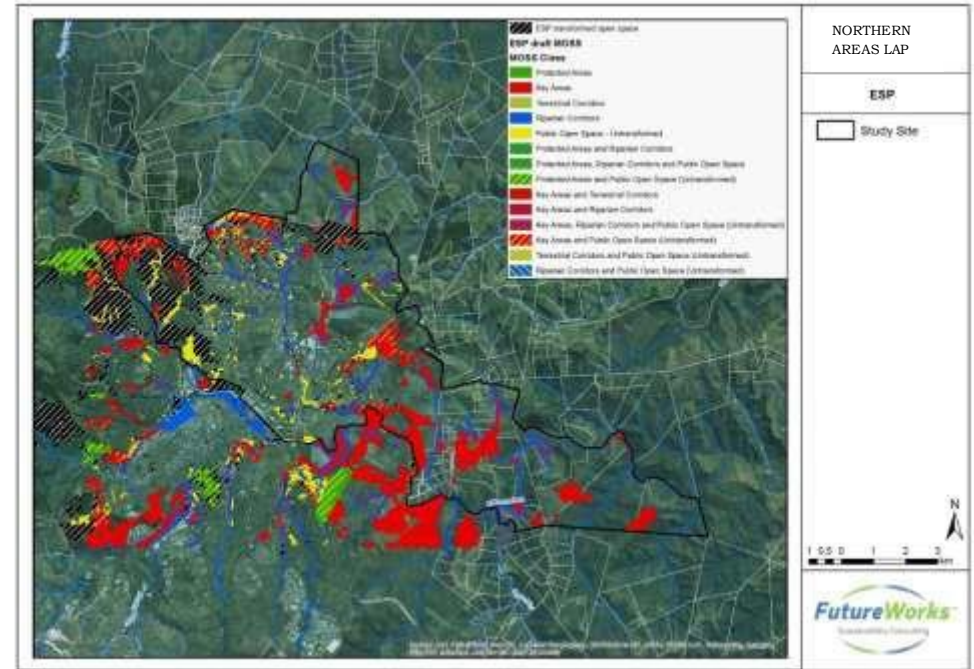 ESP transformed open space
ESP draft MOSS
MOSS Class
Protected Areas
Key Areas
Terrestrial Corridors
Riparian Corridors
Public Open Space - Untransformed
Protected Areas and Riparian Corridors
Protected Areas, Riparian Corridors and Public Open Space
Protected Areas and Public Open Space (Untransformed)
Key Areas and Terrestrial Corridors
Key Areas and Riparian Corridors
Key Areas, Riparian Corridors and Public Open Space (Untransformed)
Key Areas and Public Open Space (Untransformed)
Terrestrial Corridors and Public Open Space (Untransformed)
Riparian Corridors and Public Open Space (Untransformed)
NORTHERN
AREAS LAP
ESP
Study Site
N
1 0.5 0 1 2 3
km
FutureWorks
Sustainability Consulting